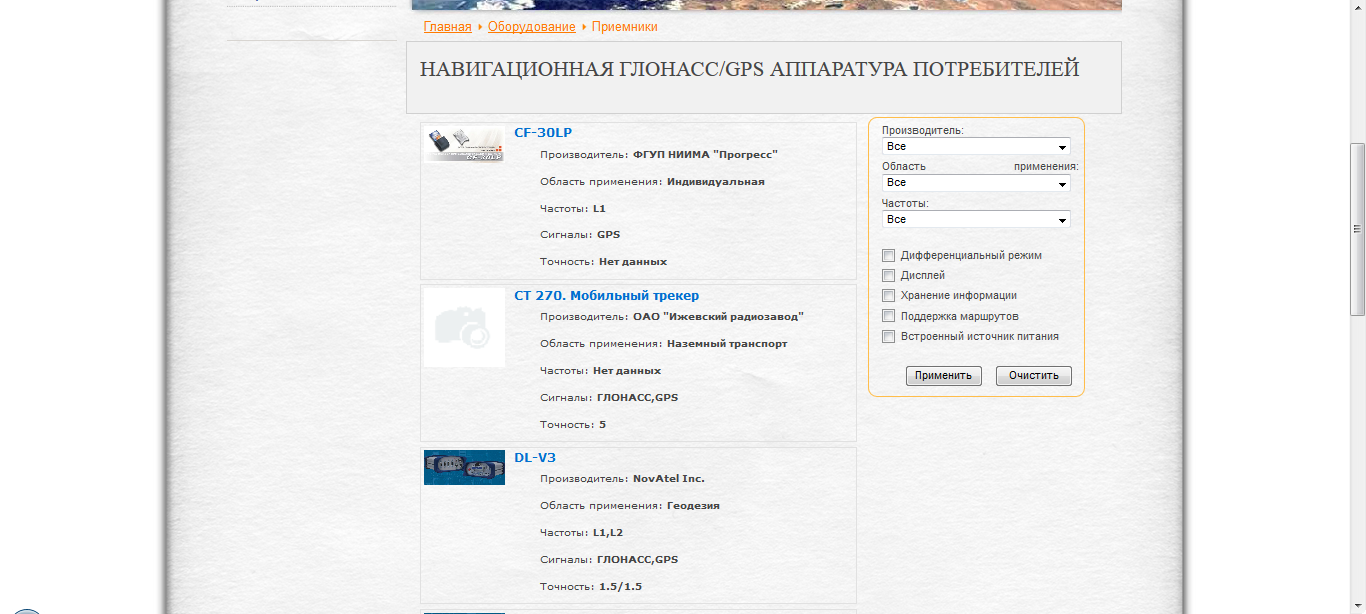 Главная Оборудование Приемники
НАВИГАЦИОННАЯ ГЛОНАСС/GPS АППАРАТУРА ПОТРЕБИТЕЛЕЙ
CF-30LP
Производитель: ФГУП НИИМА "Прогресс"
Область применения: Индивидуальная
Частоты: L1
Сигналы: GPS
Точность: Нет данных
СТ 270. Мобильный трекер
Производитель: ОАО "Ижевский радиозавод"
Область применения: Наземный транспорт
Частоты: Нет данных
Сигналы: ГЛОНАСС,GPS
Точность: 5
DL-V3
Производитель: NovAtel Inc.
Область применения: Геодезия
Частоты: L1,L2
Сигналы: ГЛОНАСС,GPS
Точность: 1.5/1.5
Производитель:
Все
Область применения:
Все
Частоты:
Все
Дифференциальный режим
Дисплей
Хранение информации
Поддержка маршрутов
Встроенный источник питания
Применить Очистить